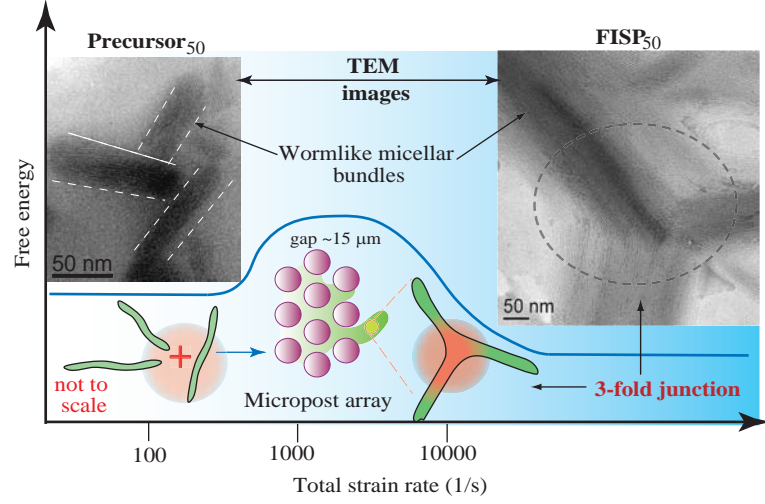 Precursor50
FISP50
TEM
images
Wormlike micellar
bundles
Free energy
50 nm
gap ~15 μm
50 nm
+
not to
scale
Micropost array
3-fold junction
100
1000
10000
Total strain rate (1/s)